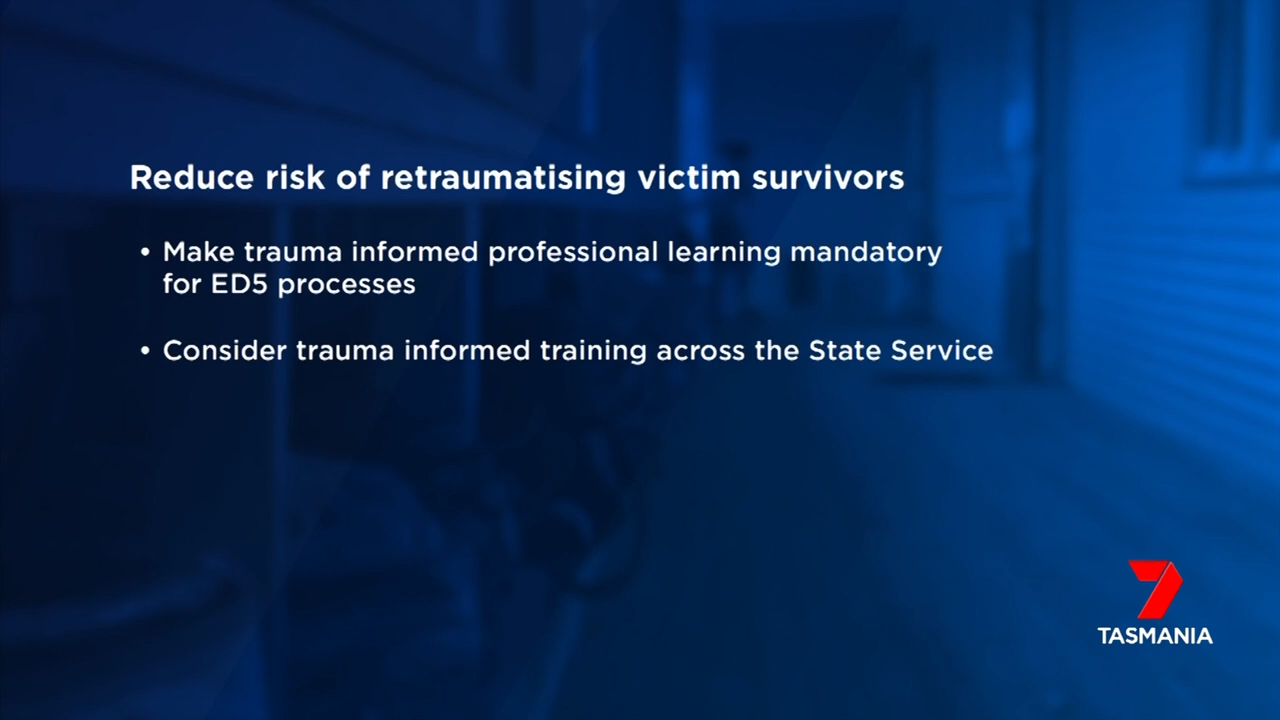 Reduce risk of retraumatising victim survivors
• Make trauma informed professional learning mandatory
for ED5 processes
• Consider trauma informed training across the State Service
7
TASMANIA